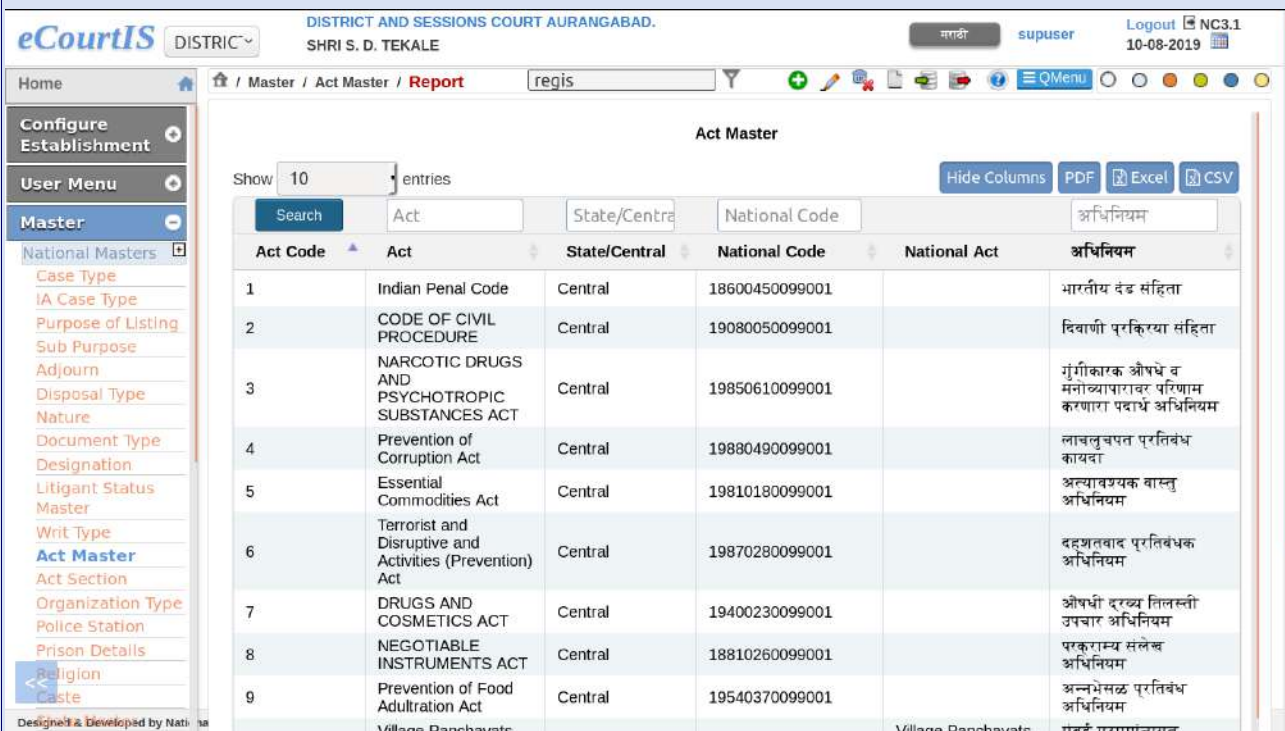 eCourtIS DISTRIC
DISTRICT AND SESSIONS COURT AURANGABAD.
SHRI S. D. TEKALE
मराठी supuser Logout NC3.1
10-08-2019
Home
/ Master / Act Master / Report regis QMenu
Configure Establishment
User Menu
Master
National Masters
Case Type
IA Case Type
Purpose of Listing
Sub Purpose
Adjourn
Disposal Type
Nature
Document Type
Designation
Litigant Status
Master
Writ Type
Act Master
Act Section
Organization Type
Police Station
Prison Details
Religion
<<
Caste
Designed & Developed by Natio
Act Master
Show 10 entries Hide Columns PDF Excel CSV
Search Act State/Centra National Code अधिनियम
Act Code Act State/Central National Code National Act अधिनियम
1 Indian Penal Code Central 18600450099001 भारतीय दंड संहिता
2 CODE OF CIVIL PROCEDURE Central 19080050099001 दिवाणी प्रक्रिया संहिता
3 NARCOTIC DRUGS AND PSYCHOTROPIC SUBSTANCES ACT Central 19850610099001 गुंगीकारक औषधे व मनोव्यापारावर परिणाम करणारा पदार्थ अधिनियम
4 Prevention of Corruption Act Central 19880490099001 लाचलुचपत प्रतिबंध कायदा
5 Essential Commodities Act Central 19810180099001 अत्यावश्यक वास्तु अधिनियम
6 Terrorist and Disruptive and Activities (Prevention) Act Central 19870280099001 दहशतवाद प्रतिबंधक अधिनियम
7 DRUGS AND COSMETICS ACT Central 19400230099001 औषधी द्रव्य तिलस्ती उपचार अधिनियम
8 NEGOTIABLE INSTRUMENTS ACT Central 18810260099001 परक्राम्य संलेख अधिनियम
9 Prevention of Food Adultration Act Central 19540370099001 अन्नभेसळ प्रतिबंध अधिनियम
Village Panchayats Village Panchayats